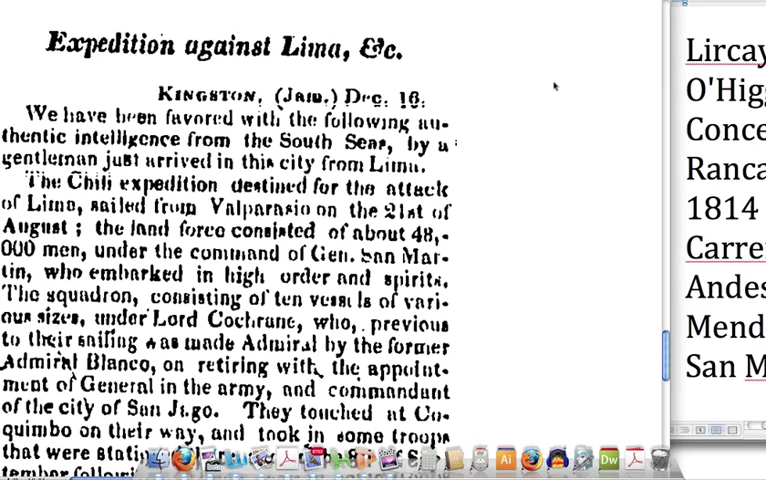 Expedition against Lima, &c.
KINGSTON, (Jam.) Dec. 16.
We have been favored with the following au-
thentic intelligence from the South Seas, by a
gentleman just arrived in this city from Lima.
The Chili expedition destined for the attack
of Lima, sailed from Valparasio on the 21st of
August ; the land force consisted of about 48,-
000 men, under the command of Gen. San Mar-
tin, who embarked in high order and spirits.
The squadron, consisting of ten vessels of vari-
ous sizes, under Lord Cochrane, who, previous
to their sailing was made Admiral by the former
Admiral Blanco, on retiring with the appoint-
ment of General in the army, and commandant
of the city of San Jago. They touched at Co-
quimbo on their way, and took in some troops
that were
Lircay
O'Higg
Conce
Ranca
1814
Carre
Andes
Mend
San M
Ai
Dw